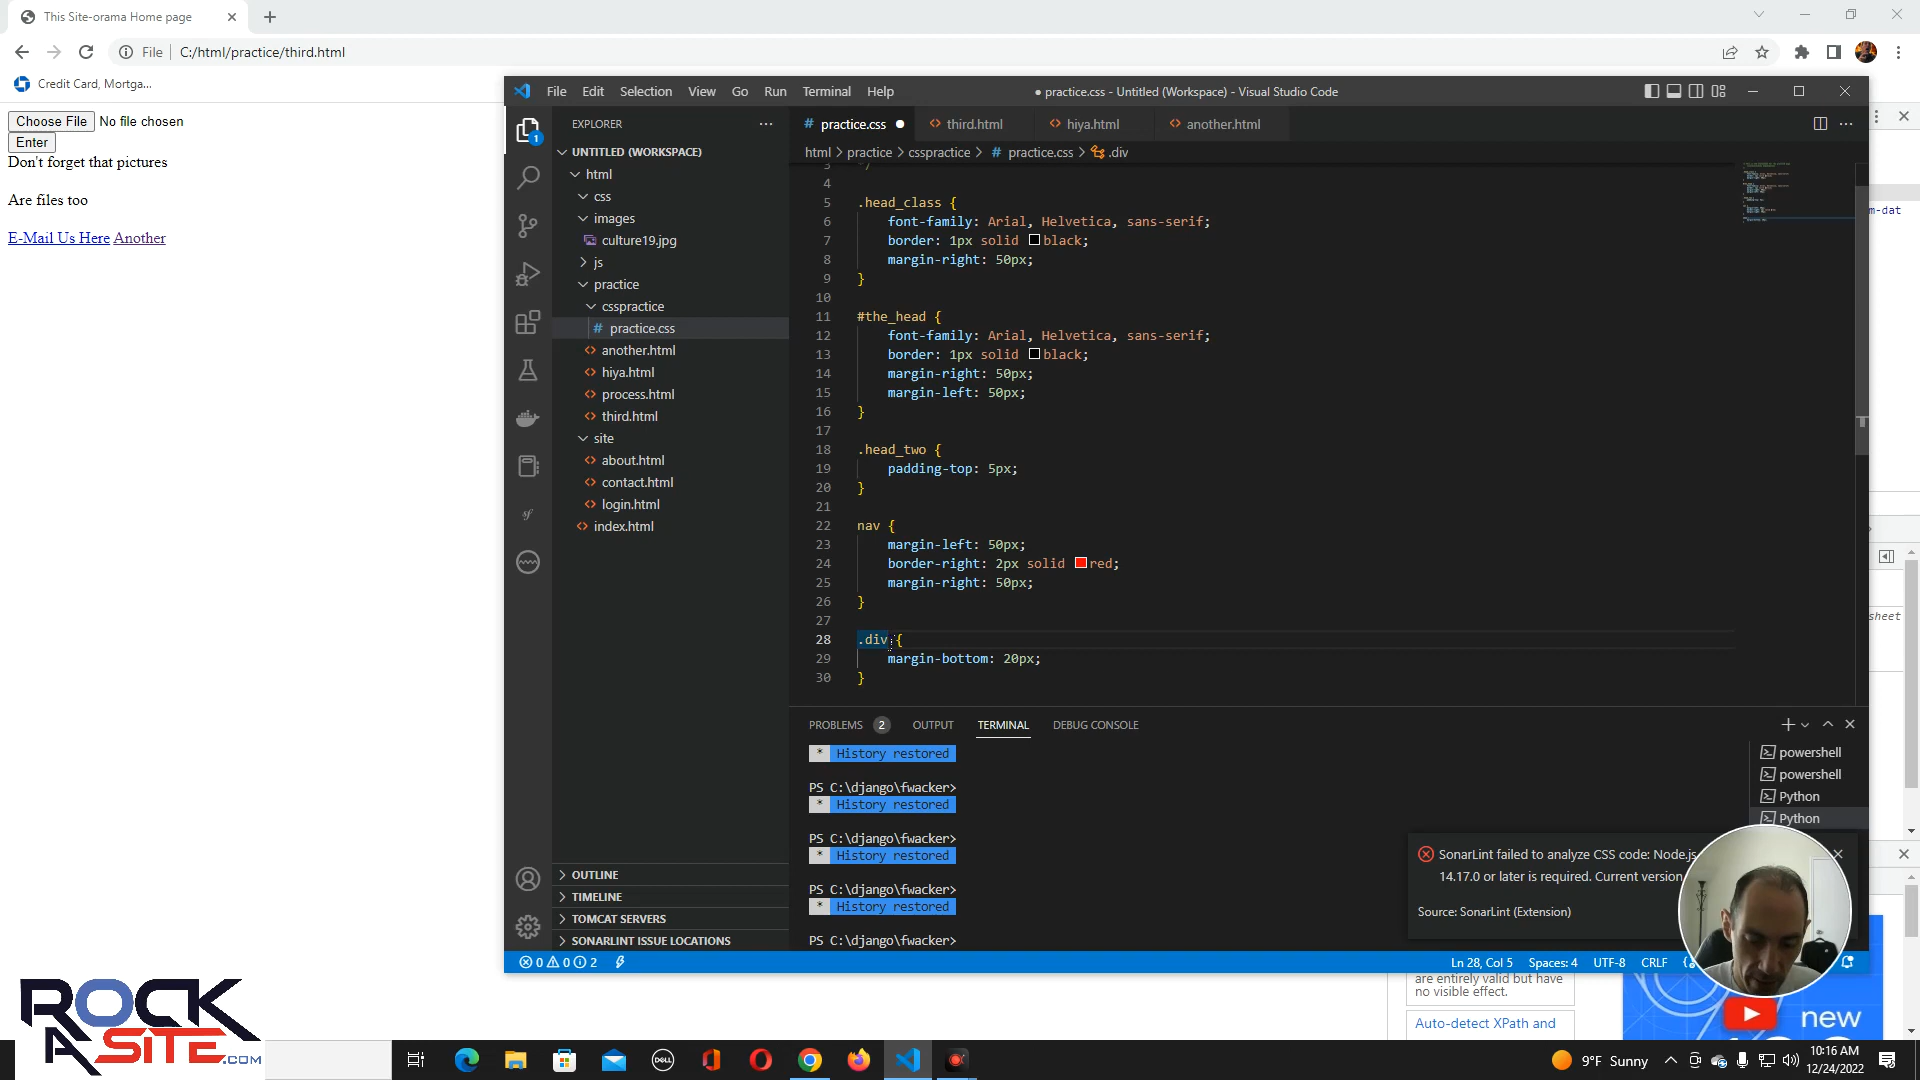 This Site-orama Home page
File C:/html/practice/third.html
Credit Card, Mortga...
Choose File No file chosen
Enter
Don't forget that pictures
Are files too
E-Mail Us Here Another
File Edit Selection View Go Run Terminal Help
● practice.css - Untitled (Workspace) - Visual Studio Code
EXPLORER
UNTITLED (WORKSPACE)
html
css
images
culture19.jpg
js
practice
csspractice
# practice.css
another.html
hiya.html
process.html
third.html
site
about.html
contact.html
login.html
index.html
OUTLINE
TIMELINE
TOMCAT SERVERS
SONARLINT ISSUE LOCATIONS
1
# practice.css ● third.html hiya.html another.html
html > practice > csspractice > # practice.css > .div
3 */
4
5 .head_class {
6 font-family: Arial, Helvetica, sans-serif;
7 border: 1px solid black;
8 margin-right: 50px;
9 }
10
11 #the_head {
12 font-family: Arial, Helvetica, sans-serif;
13 border: 1px solid black;
14 margin-right: 50px;
15 margin-left: 50px;
16 }
17
18 .head_two {
19 padding-top: 5px;
20 }
21
22 nav {
23 margin-left: 50px;
24 border-right: 2px solid red;
25 margin-right: 50px;
26 }
27
28 .div {
29 margin-bottom: 20px;
30 }
PROBLEMS 2 OUTPUT TERMINAL DEBUG CONSOLE
* History restored
PS C:\django\fwacker>
* History restored
PS C:\django\fwacker>
* History restored
PS C:\django\fwacker>
* History restored
PS C:\django\fwacker>
powershell
powershell
Python
Python
SonarLint failed to analyze CSS code: Node.js
14.17.0 or later is required. Current version
Source: SonarLint (Extension)
0 0 2
Ln 28, Col 5 Spaces: 4 UTF-8 CRLF
m-dat
sheet
are entirely valid but have
no visible effect.
Auto-detect XPath and
new
ROCK
A SITE.COM
DELL
9°F Sunny
10:16 AM
12/24/2022